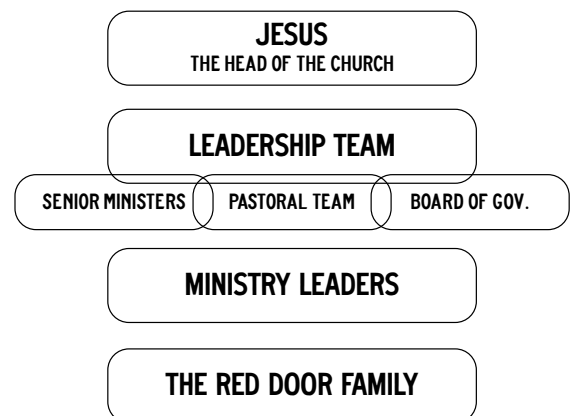 JESUS
THE HEAD OF THE CHURCH
LEADERSHIP TEAM
SENIOR MINISTERS
PASTORAL TEAM
BOARD OF GOV.
MINISTRY LEADERS
THE RED DOOR FAMILY